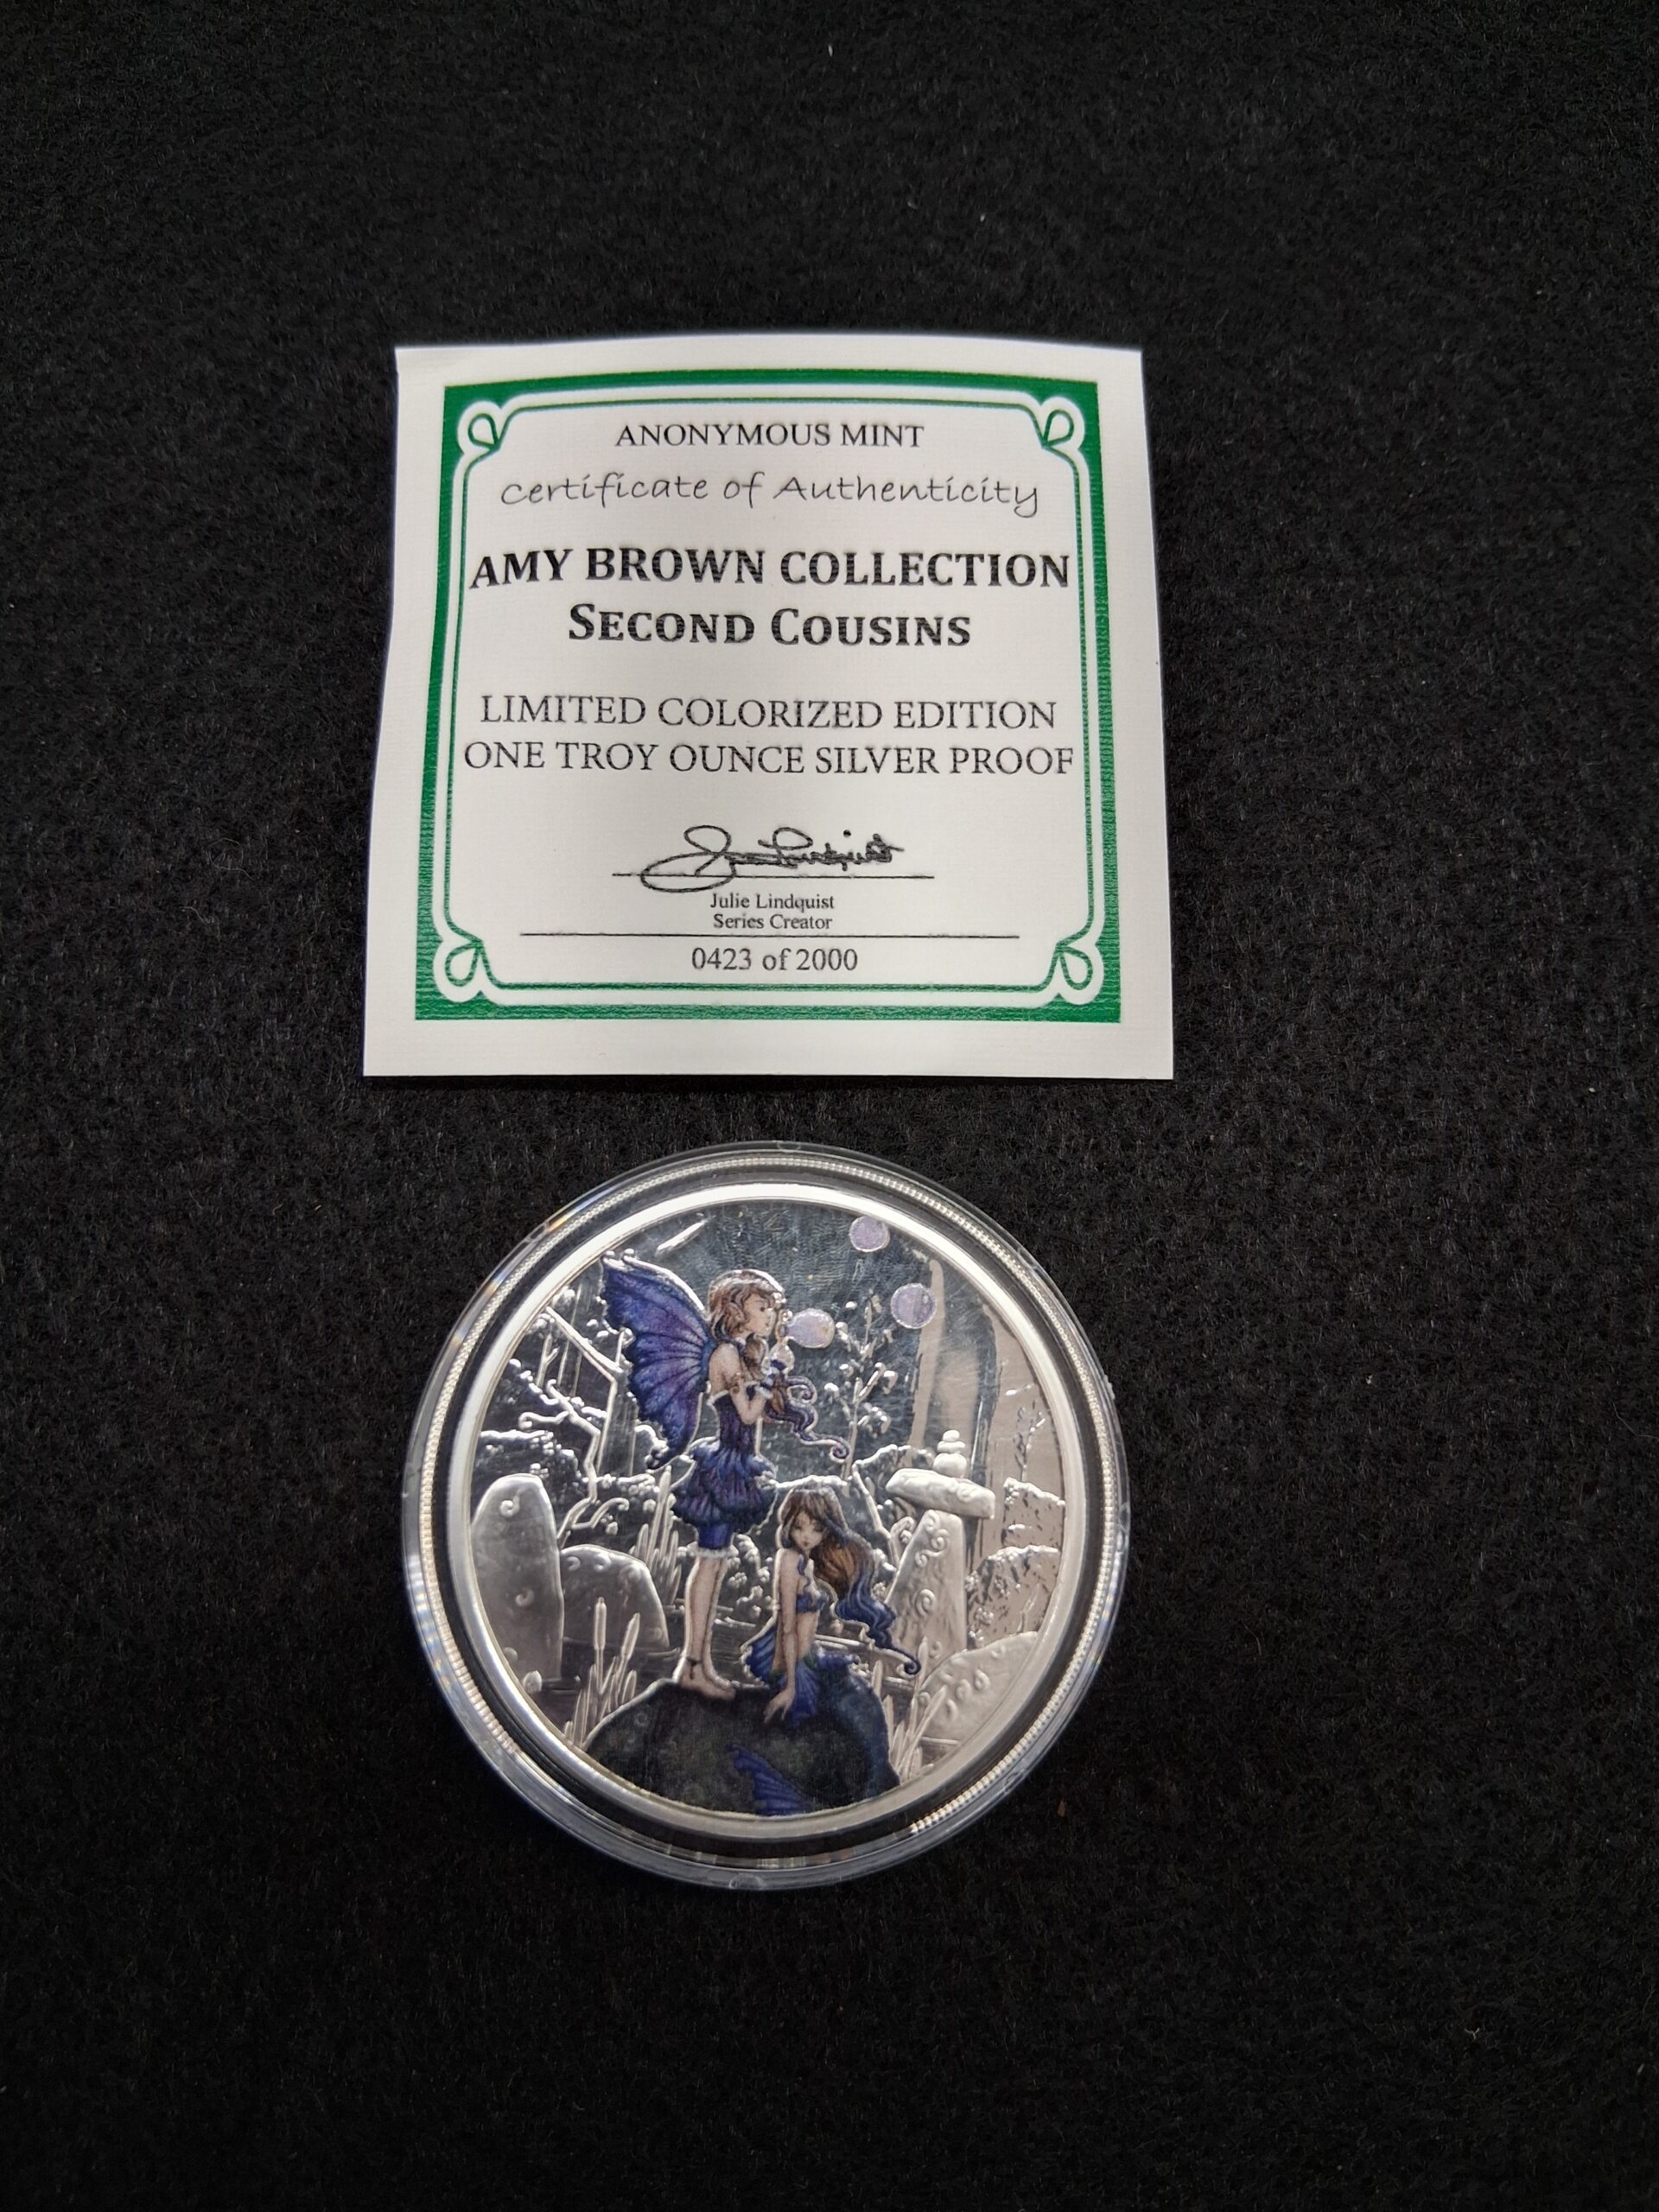 ANONYMOUS MINT
Certificate of Authenticity
AMY BROWN COLLECTION
SECOND COUSINS
LIMITED COLORIZED EDITION
ONE TROY OUNCE SILVER PROOF
Julie Lindquist
Series Creator
0423 of 2000